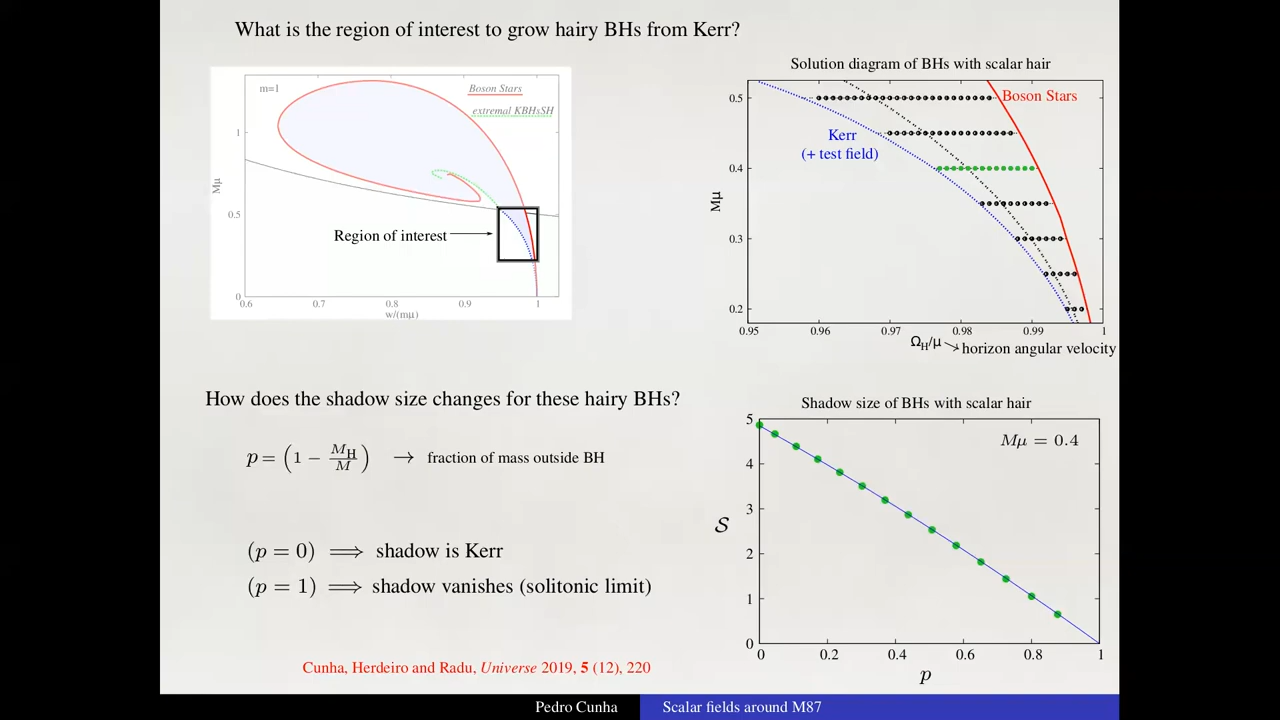 What is the region of interest to grow hairy BHs from Kerr?
m=1
Boson Stars
extremal KBHsSH
Mμ
1
0.5
0
Region of interest
0.6 0.7 0.8 0.9 1
w/(mμ)
Solution diagram of BHs with scalar hair
Boson Stars
Kerr
(+ test field)
Mμ
0.5
0.4
0.3
0.2
0.95 0.96 0.97 0.98 0.99 1
Ω_H/μ horizon angular velocity
How does the shadow size changes for these hairy BHs?
p = (1 − M_H/M) → fraction of mass outside BH
(p = 0) ⟹ shadow is Kerr
(p = 1) ⟹ shadow vanishes (solitonic limit)
Cunha, Herdeiro and Radu, Universe 2019, 5 (12), 220
Shadow size of BHs with scalar hair
Mμ = 0.4
S
5
4
3
2
1
0
0 0.2 0.4 0.6 0.8 1
p
Pedro Cunha
Scalar fields around M87